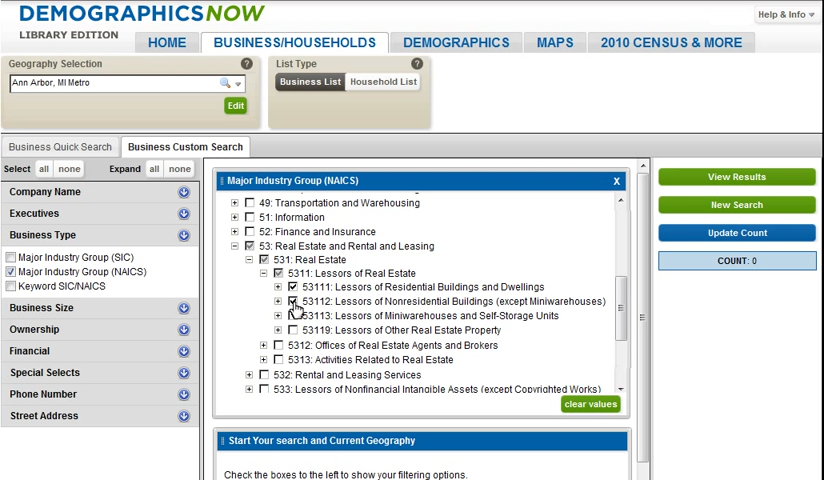 DEMOGRAPHICSNOW
LIBRARY EDITION
Help & Info
HOME
BUSINESS/HOUSEHOLDS
DEMOGRAPHICS
MAPS
2010 CENSUS & MORE
Geography Selection ?
List Type ?
Ann Arbor, MI Metro
Business List
Household List
Edit
Business Quick Search
Business Custom Search
Select all none Expand all none
Company Name
Executives
Business Type
Major Industry Group (SIC)
Major Industry Group (NAICS)
Keyword SIC/NAICS
Business Size
Ownership
Financial
Special Selects
Phone Number
Street Address
Major Industry Group (NAICS) X
49: Transportation and Warehousing
51: Information
52: Finance and Insurance
53: Real Estate and Rental and Leasing
531: Real Estate
5311: Lessors of Real Estate
53111: Lessors of Residential Buildings and Dwellings
53112: Lessors of Nonresidential Buildings (except Miniwarehouses)
53113: Lessors of Miniwarehouses and Self-Storage Units
53119: Lessors of Other Real Estate Property
5312: Offices of Real Estate Agents and Brokers
5313: Activities Related to Real Estate
532: Rental and Leasing Services
533: Lessors of Nonfinancial Intangible Assets (except Copyrighted Works)
clear values
Start Your search and Current Geography
Check the boxes to the left to show your filtering options.
View Results
New Search
Update Count
COUNT: 0